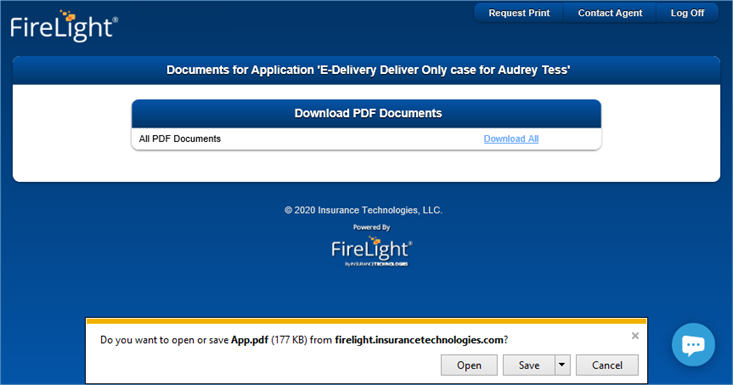 FireLight®
Request Print Contact Agent Log Off
Documents for Application 'E-Delivery Deliver Only case for Audrey Tess'
Download PDF Documents
All PDF Documents Download All
© 2020 Insurance Technologies, LLC.
Powered By
FireLight®
By INSURANCETECHNOLOGIES
Do you want to open or save App.pdf (177 KB) from firelight.insurancetechnologies.com?
Open Save Cancel